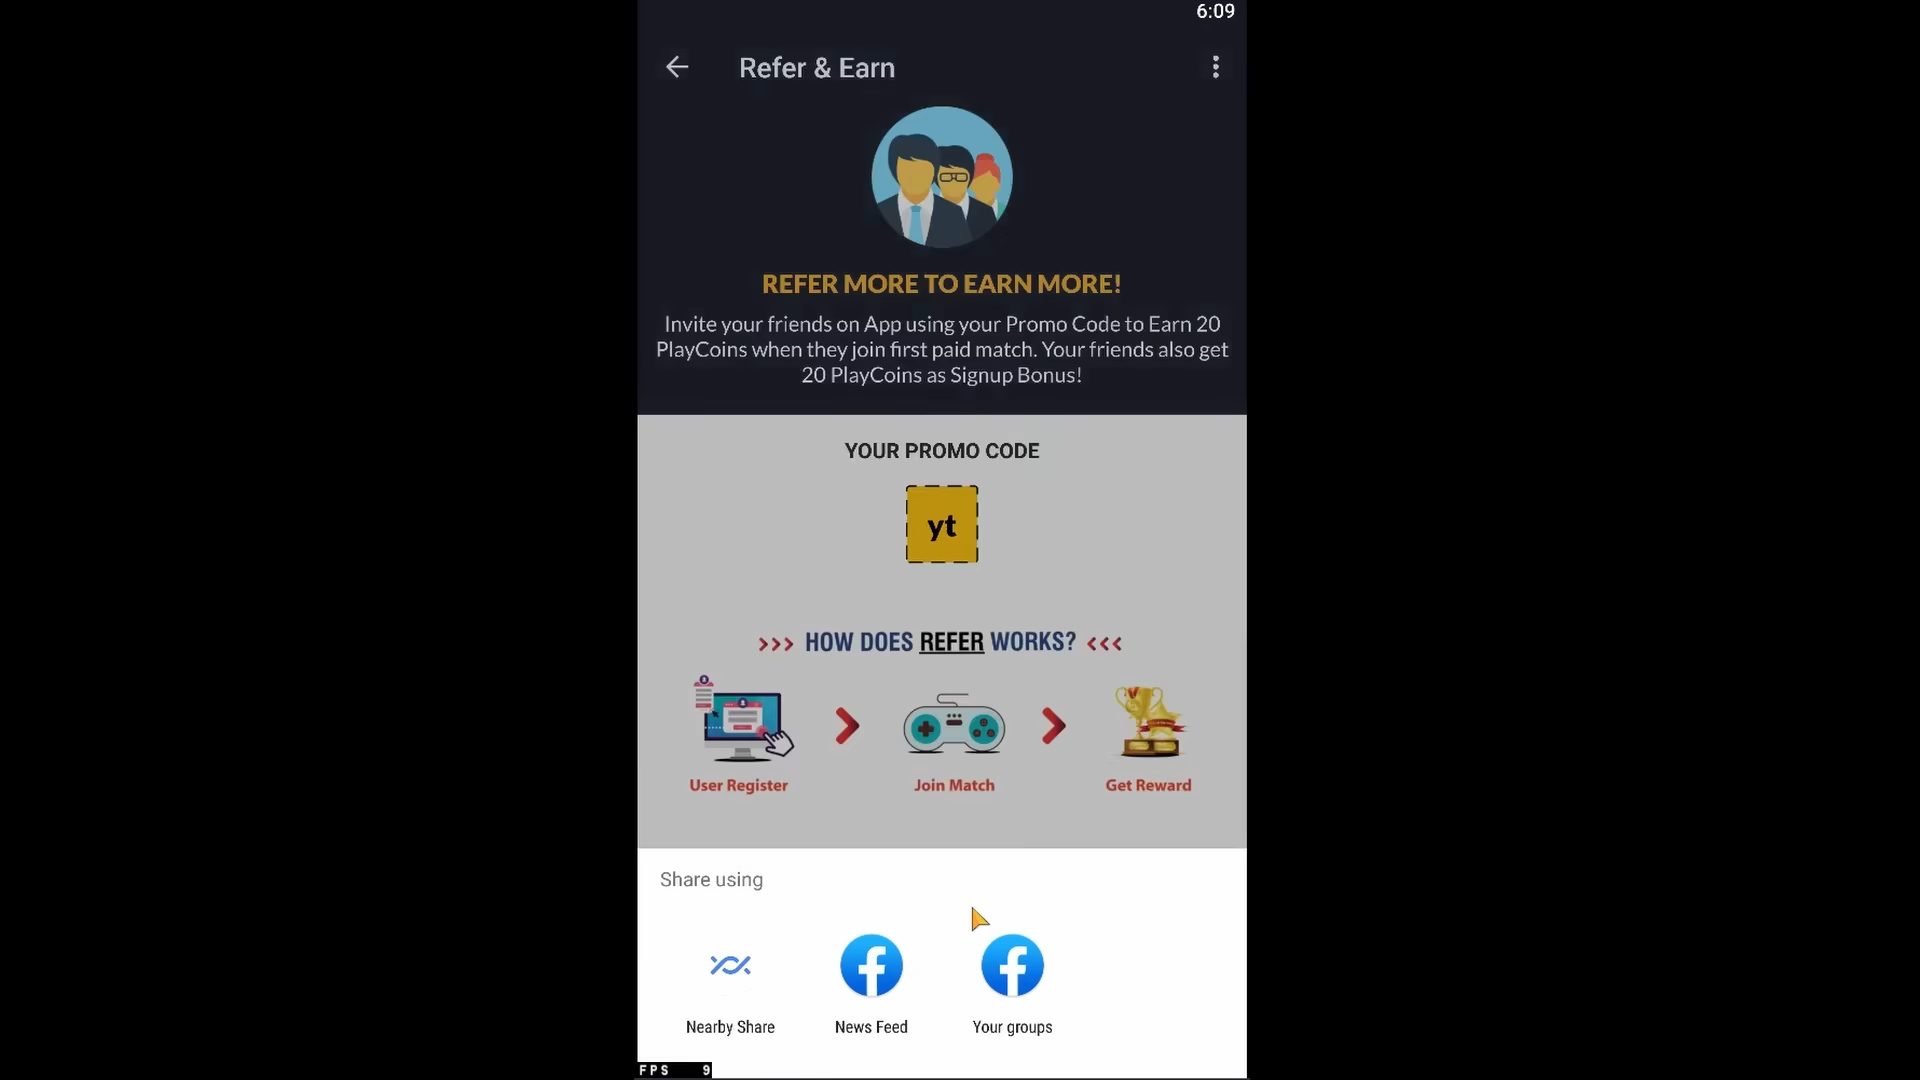 6:09
Refer & Earn
REFER MORE TO EARN MORE!
Invite your friends on App using your Promo Code to Earn 20
PlayCoins when they join first paid match. Your friends also get
20 PlayCoins as Signup Bonus!
YOUR PROMO CODE
yt
>>> HOW DOES REFER WORKS? <<<
User Register
Join Match
Get Reward
Share using
Nearby Share
News Feed
Your groups
FPS 9